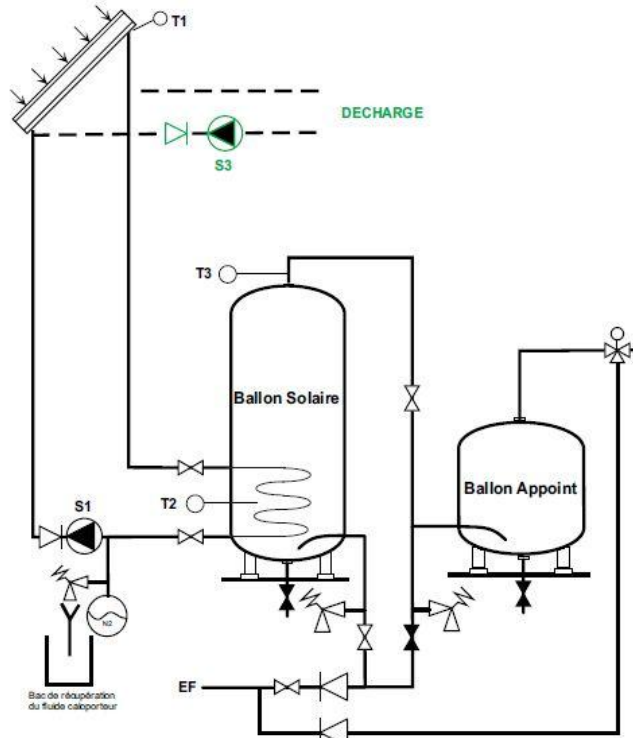 T1
DECHARGE
S3
T3
Ballon Solaire
Ballon Appoint
T2
S1
N2
EF
Bac de récupération
du fluide caloporteur